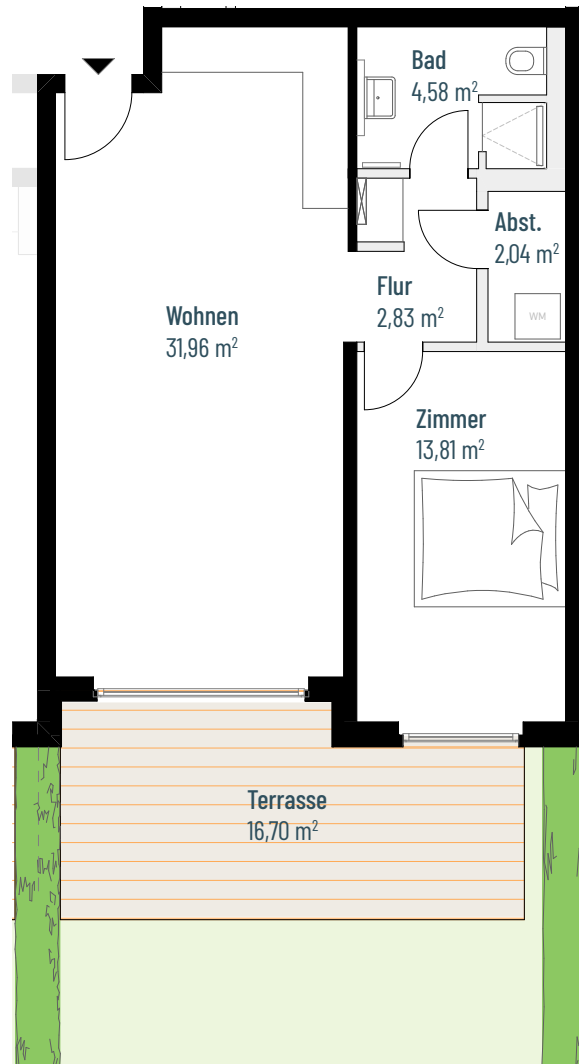 Bad
4,58 m²
Abst.
2,04 m²
Flur
2,83 m²
WM
Wohnen
31,96 m²
Zimmer
13,81 m²
Terrasse
16,70 m²